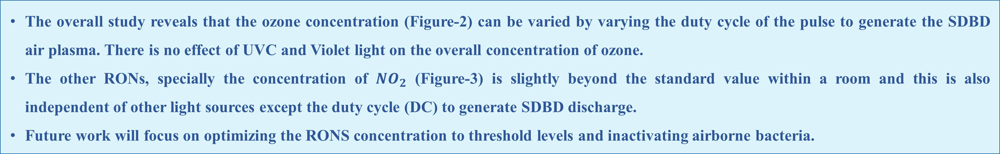 • The overall study reveals that the ozone concentration (Figure-2) can be varied by varying the duty cycle of the pulse to generate the SDBD
air plasma. There is no effect of UVC and Violet light on the overall concentration of ozone.
• The other RONs, specially the concentration of NO₂ (Figure-3) is slightly beyond the standard value within a room and this is also
independent of other light sources except the duty cycle (DC) to generate SDBD discharge.
• Future work will focus on optimizing the RONS concentration to threshold levels and inactivating airborne bacteria.